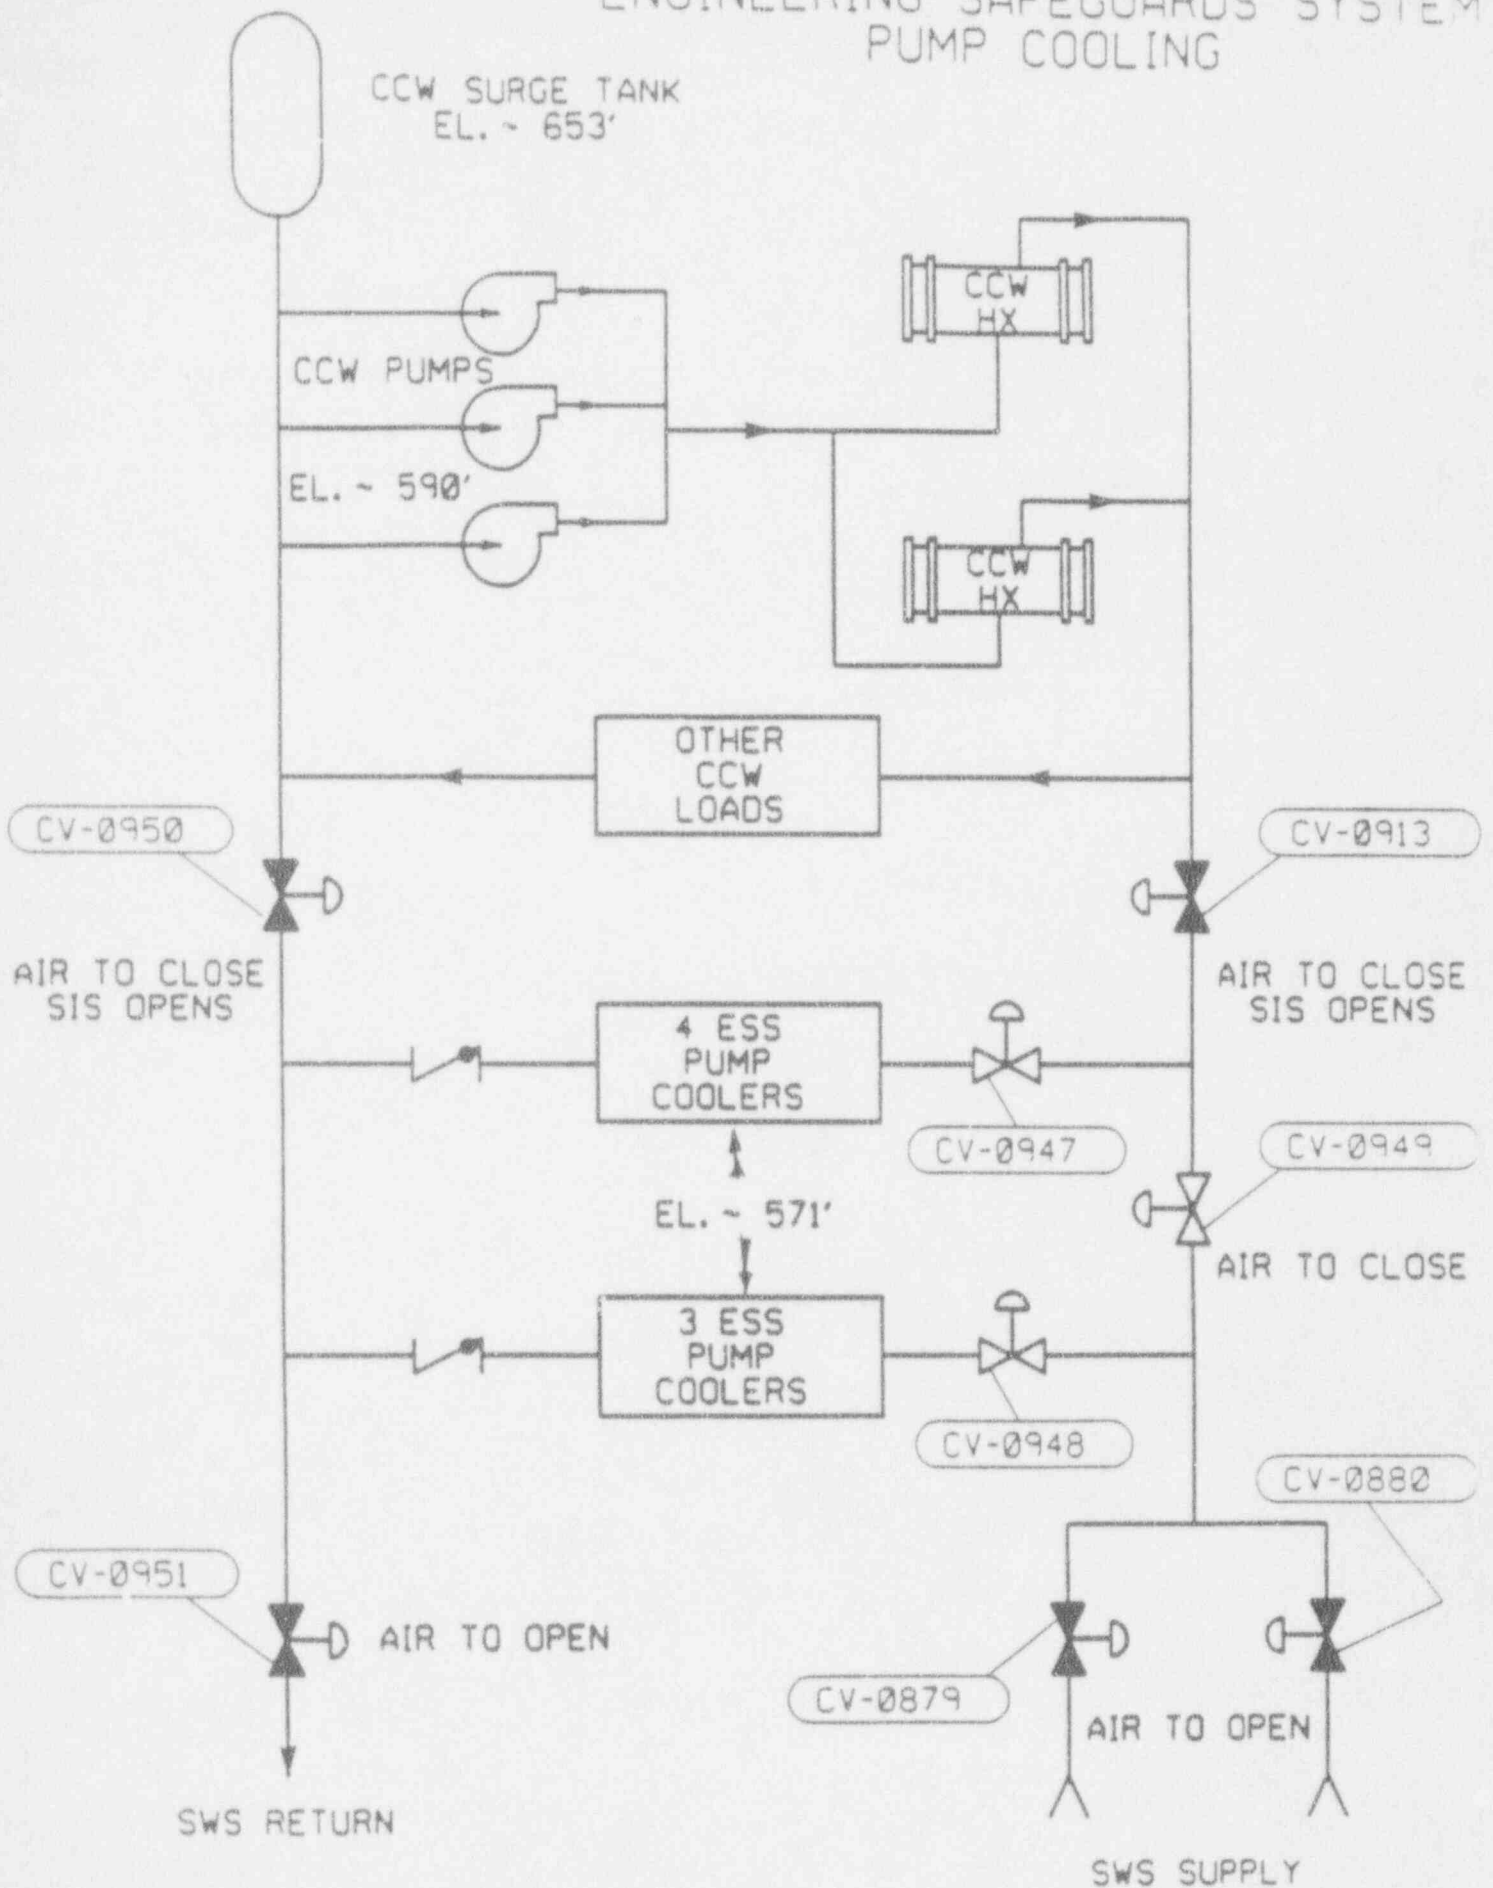 ENGINEERING SAFEGUARDS SYSTEM
PUMP COOLING
CCW SURGE TANK
EL. ~ 653'
CCW
HX
CCW PUMPS
EL. ~ 590'
CCW
HX
OTHER
CCW
LOADS
CV-0950
CV-0913
AIR TO CLOSE
SIS OPENS
AIR TO CLOSE
SIS OPENS
4 ESS
PUMP
COOLERS
CV-0947
CV-0949
EL. ~ 571'
AIR TO CLOSE
3 ESS
PUMP
COOLERS
CV-0948
CV-0880
CV-0951
AIR TO OPEN
CV-0879
AIR TO OPEN
SWS RETURN
SWS SUPPLY